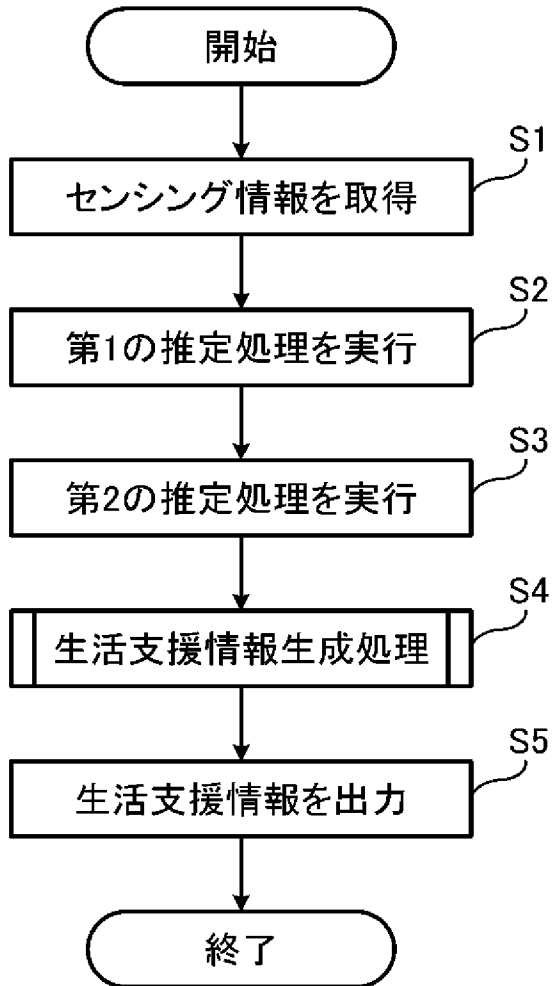 開始
S1
センシング情報を取得
S2
第1の推定処理を実行
S3
第2の推定処理を実行
S4
生活支援情報生成処理
S5
生活支援情報を出力
終了